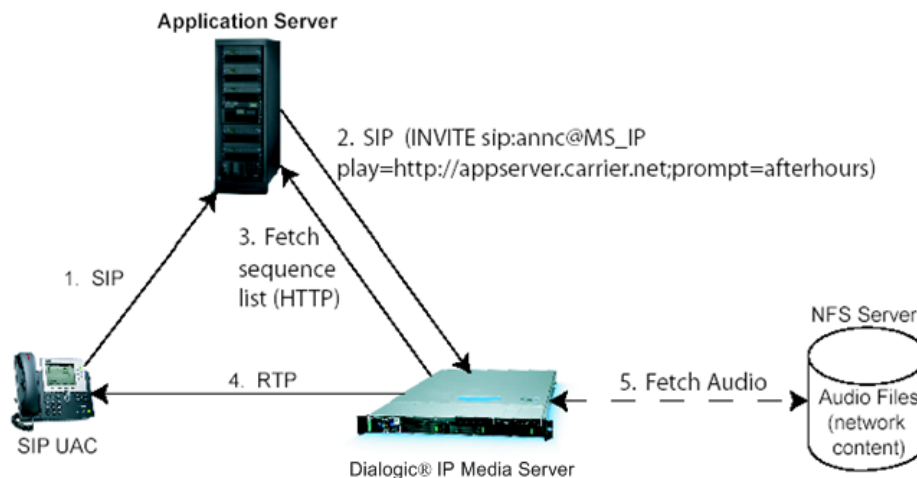 Application Server
2. SIP (INVITE sip:annc@MS_IP
play=http://appserver.carrier.net;prompt=afterhours)
3. Fetch
sequence
list (HTTP)
1. SIP
NFS Server
4. RTP
5. Fetch Audio
Audio Files
(network
content)
SIP UAC
Dialogic® IP Media Server